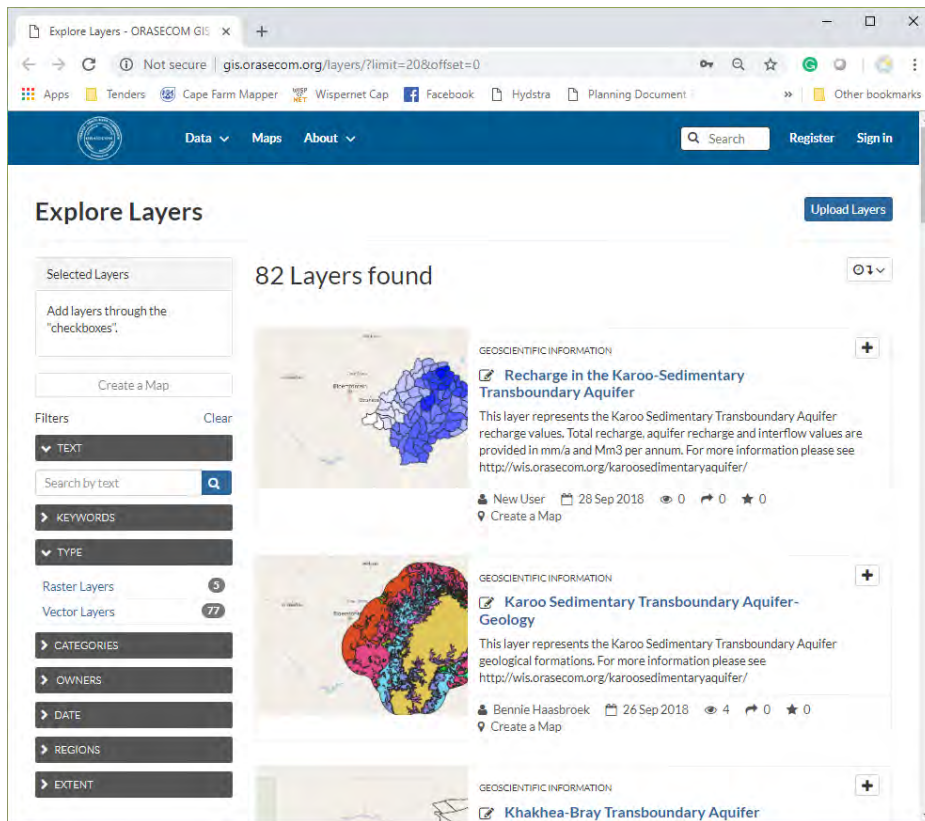 Explore Layers - ORASECOM GIS
Not secure | gis.orasecom.org/layers/?limit=20&offset=0
Apps Tenders Cape Farm Mapper Wispernet Cap Facebook Hydstra Planning Document » Other bookmarks
Data Maps About Search Register Sign in
Explore Layers
Upload Layers
Selected Layers
Add layers through the
"checkboxes".
Create a Map
Filters Clear
TEXT
Search by text
KEYWORDS
TYPE
Raster Layers 5
Vector Layers 77
CATEGORIES
OWNERS
DATE
REGIONS
EXTENT
82 Layers found
GEOSCIENTIFIC INFORMATION
Recharge in the Karoo-Sedimentary
Transboundary Aquifer
This layer represents the Karoo Sedimentary Transboundary Aquifer
recharge values. Total recharge, aquifer recharge and interflow values are
provided in mm/a and Mm3 per annum. For more information please see
http://wis.orasecom.org/karoosedimentaryaquifer/
New User 28 Sep 2018 0 0 0
Create a Map
GEOSCIENTIFIC INFORMATION
Karoo Sedimentary Transboundary Aquifer-
Geology
This layer represents the Karoo Sedimentary Transboundary Aquifer
geological formations. For more information please see
http://wis.orasecom.org/karoosedimentaryaquifer/
Bennie Haasbroek 26 Sep 2018 4 0 0
Create a Map
GEOSCIENTIFIC INFORMATION
Khakhea-Bray Transboundary Aquifer